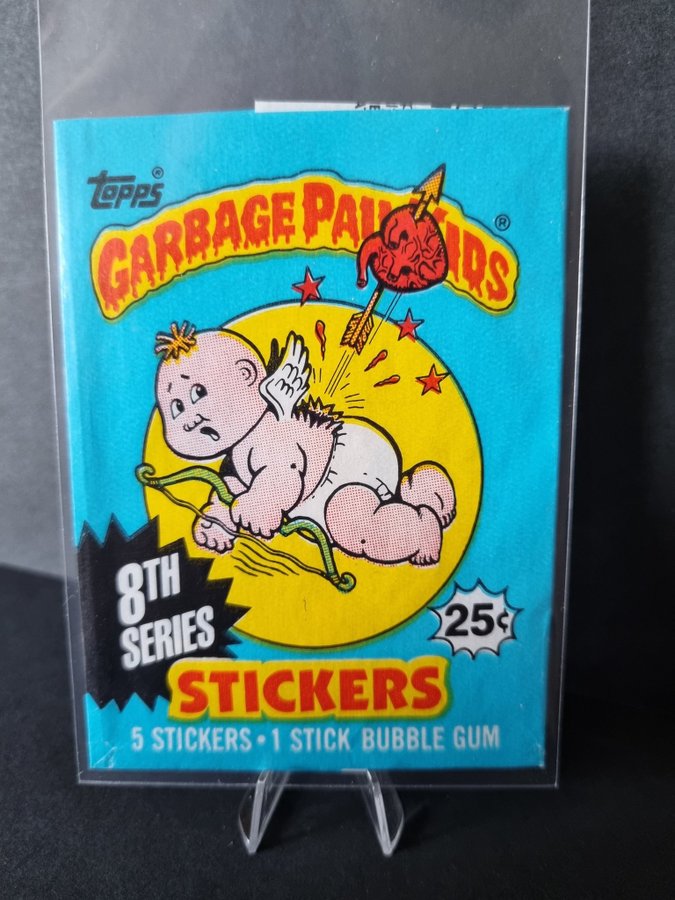 Topps®
GARBAGE PAIL KIDS®
8TH
SERIES
25¢
STICKERS
5 STICKERS • 1 STICK BUBBLE GUM